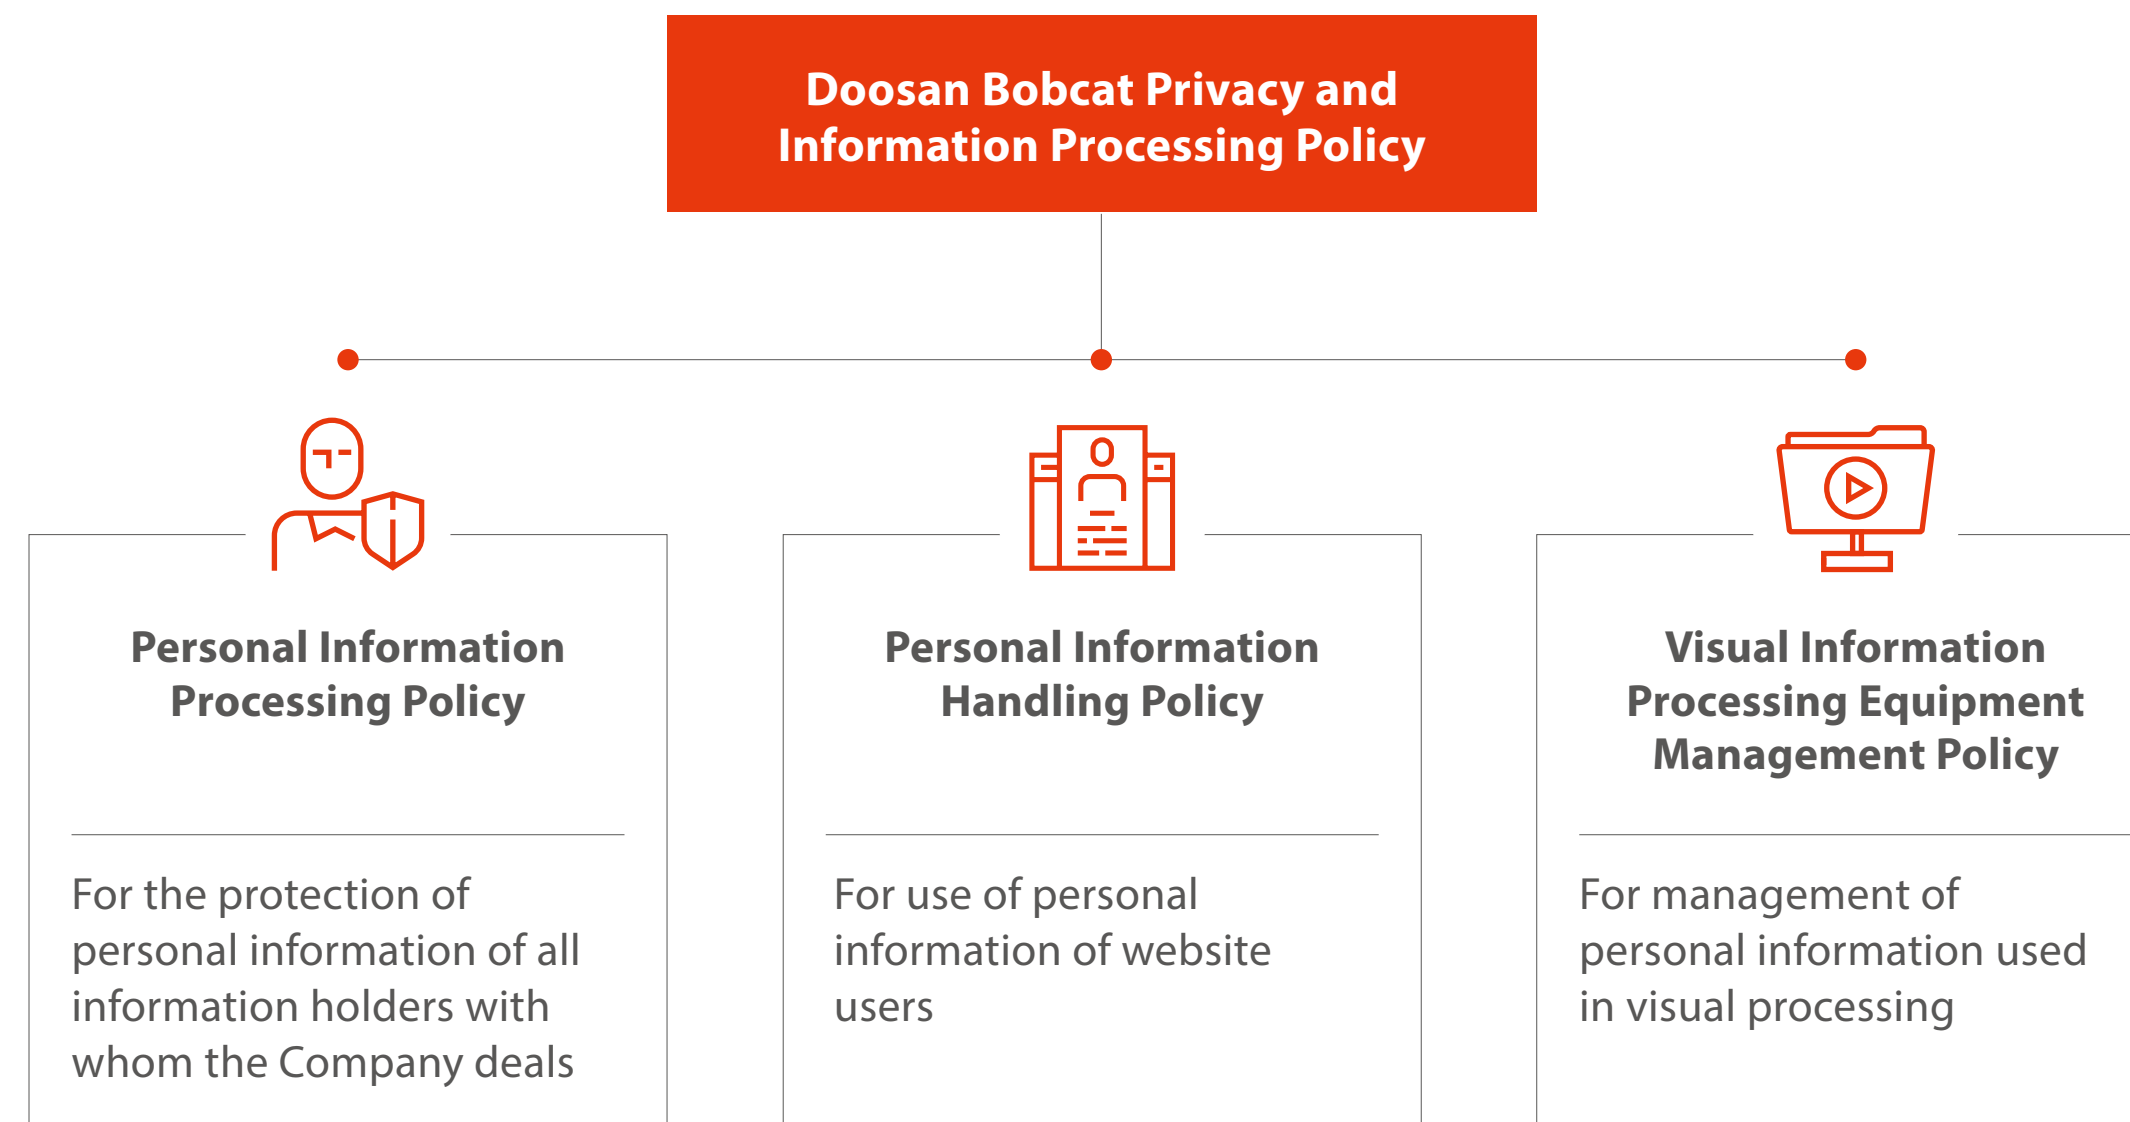 Doosan Bobcat Privacy and
Information Processing Policy
Personal Information
Processing Policy
For the protection of
personal information of all
information holders with
whom the Company deals
Personal Information
Handling Policy
For use of personal
information of website
users
Visual Information
Processing Equipment
Management Policy
For management of
personal information used
in visual processing